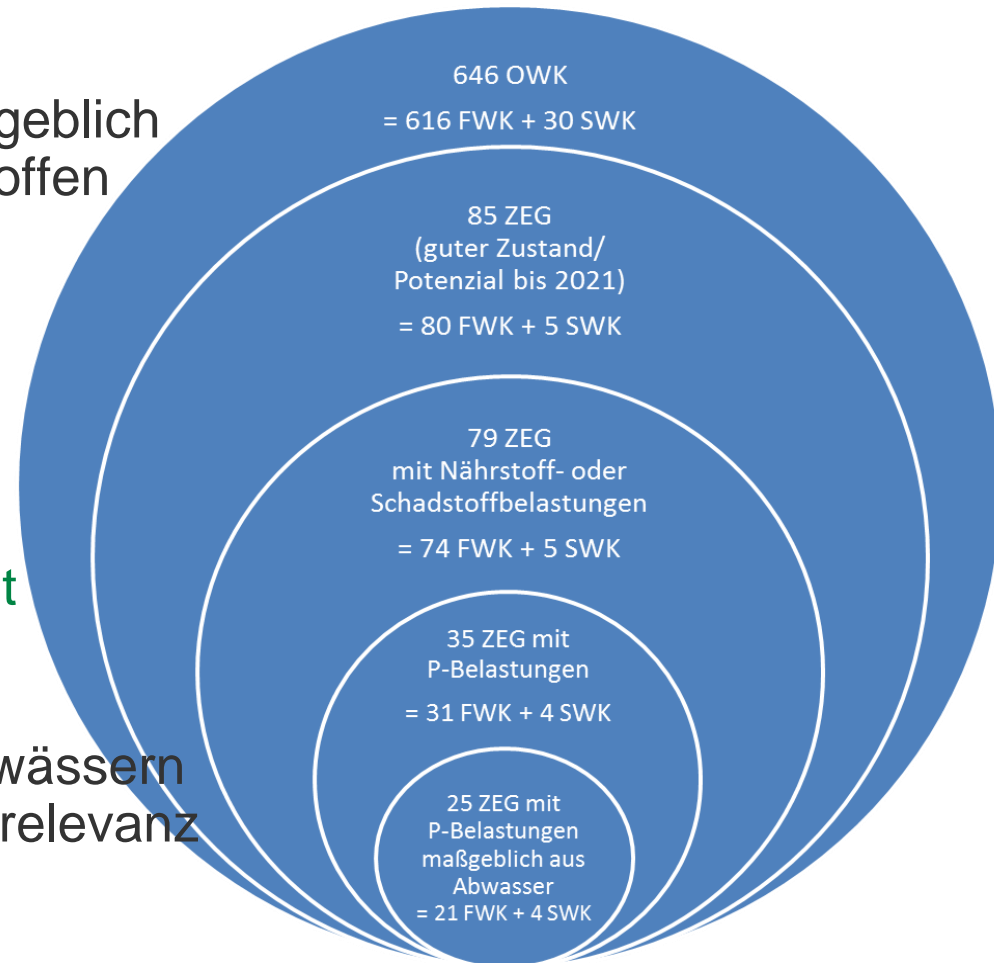 646 OWK
= 616 FWK + 30 SWK
geblich
offen
85 ZEG
(guter Zustand/
Potenzial bis 2021)
= 80 FWK + 5 SWK
79 ZEG
mit Nährstoff- oder
Schadstoffbelastungen
= 74 FWK + 5 SWK
t
35 ZEG mit
P-Belastungen
= 31 FWK + 4 SWK
wässern
relevanz
25 ZEG mit
P-Belastungen
maßgeblich aus
Abwasser
= 21 FWK + 4 SWK